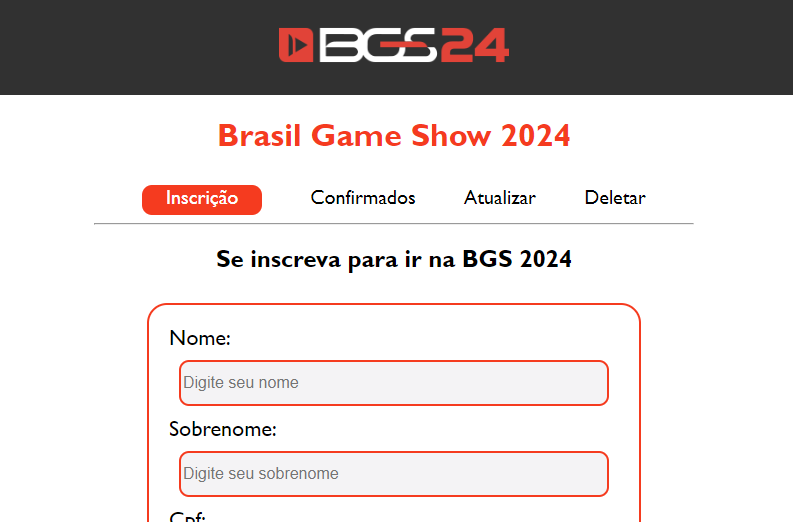 BGS24
Brasil Game Show 2024
Inscrição Confirmados Atualizar Deletar
Se inscreva para ir na BGS 2024
Nome:
Digite seu nome
Sobrenome:
Digite seu sobrenome
Cpf: